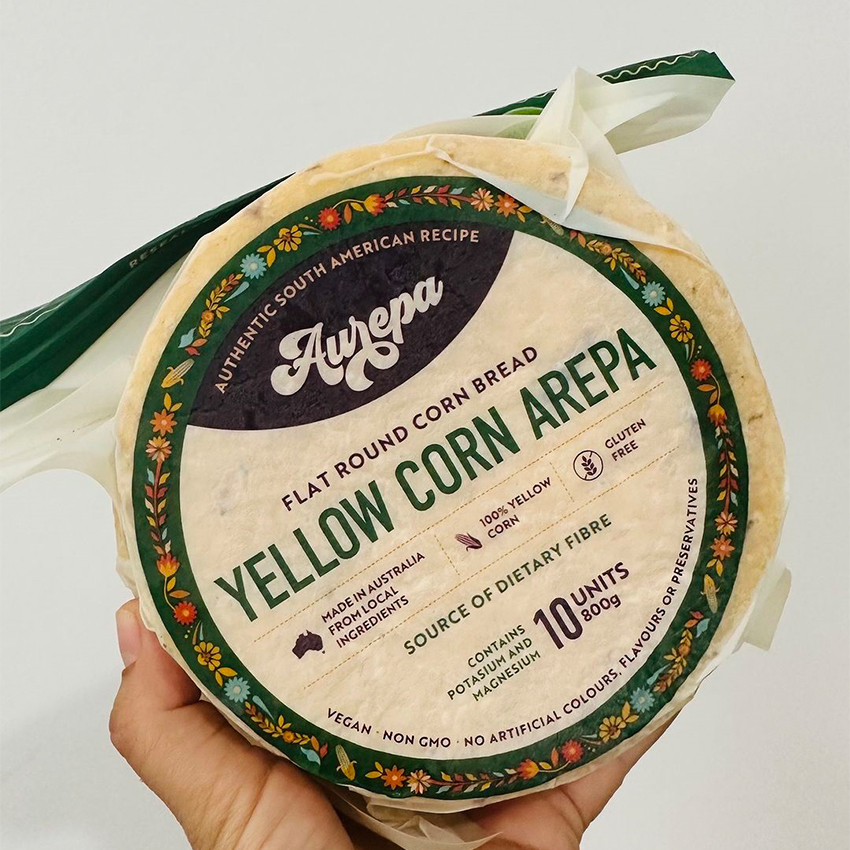 RESEAL
AUTHENTIC SOUTH AMERICAN RECIPE
Aurepa
FLAT ROUND CORN BREAD
YELLOW CORN AREPA
MADE IN AUSTRALIA
FROM LOCAL
INGREDIENTS
100% YELLOW
CORN
GLUTEN
FREE
SOURCE OF DIETARY FIBRE
CONTAINS
POTASIUM AND
MAGNESIUM
10 UNITS
800g
VEGAN · NON GMO · NO ARTIFICIAL COLOURS, FLAVOURS OR PRESERVATIVES